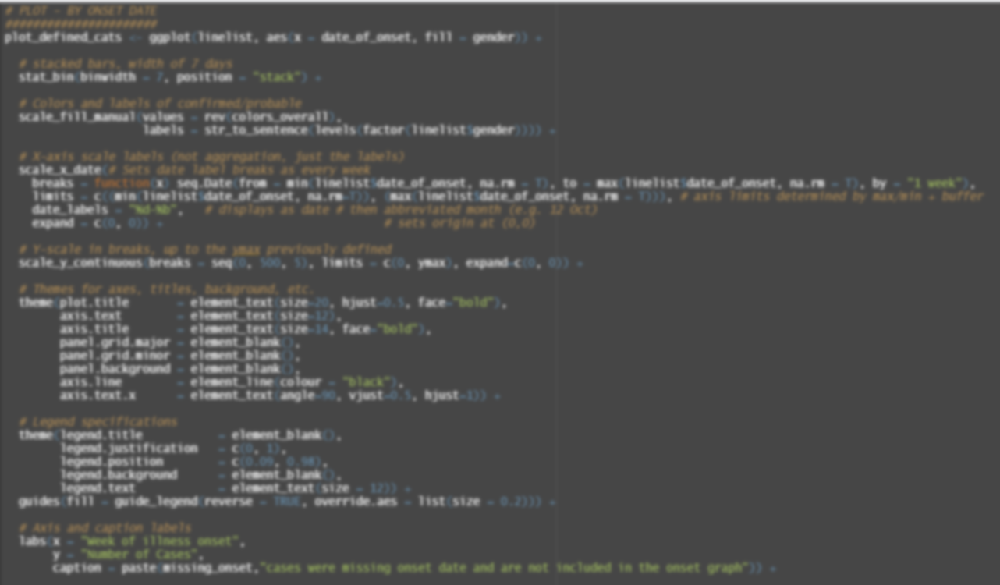 # PLOT - BY ONSET DATE
######################
plot_defined_cats <- ggplot(linelist, aes(x = date_of_onset, fill = gender)) +
# stacked bars, width of 7 days
stat_bin(binwidth = 7, position = "stack") +
# Colors and labels of confirmed/probable
scale_fill_manual(values = rev(colors_overall),
labels = str_to_sentence(levels(factor(linelist$gender)))) +
# X-axis scale labels (not aggregation, just the labels)
scale_x_date(# Sets date label breaks as every week
breaks = function(x) seq.Date(from = min(linelist$date_of_onset, na.rm = T), to = max(linelist$date_of_onset, na.rm = T), by = "1 week"),
limits = c((min(linelist$date_of_onset, na.rm=T)), (max(linelist$date_of_onset, na.rm = T))), # axis limits determined by max/min + buffer
date_labels = "%d-%b", # displays as date # then abbreviated month (e.g. 12 Oct)
expand = c(0, 0)) + # sets origin at (0,0)
# Y-scale in breaks, up to the ymax previously defined
scale_y_continuous(breaks = seq(0, 500, 5), limits = c(0, ymax), expand=c(0, 0)) +
# Themes for axes, titles, background, etc.
theme(plot.title = element_text(size=20, hjust=0.5, face="bold"),
axis.text = element_text(size=12),
axis.title = element_text(size=14, face="bold"),
panel.grid.major = element_blank(),
panel.grid.minor = element_blank(),
panel.background = element_blank(),
axis.line = element_line(colour = "black"),
axis.text.x = element_text(angle=90, vjust=0.5, hjust=1)) +
# Legend specifications
theme(legend.title = element_blank(),
legend.justification = c(0, 1),
legend.position = c(0.09, 0.98),
legend.background = element_blank(),
legend.text = element_text(size = 12)) +
guides(fill = guide_legend(reverse = TRUE, override.aes = list(size = 0.2))) +
# Axis and caption labels
labs(x = "Week of illness onset",
y = "Number of Cases",
caption = paste(missing_onset,"cases were missing onset date and are not included in the onset graph")) +